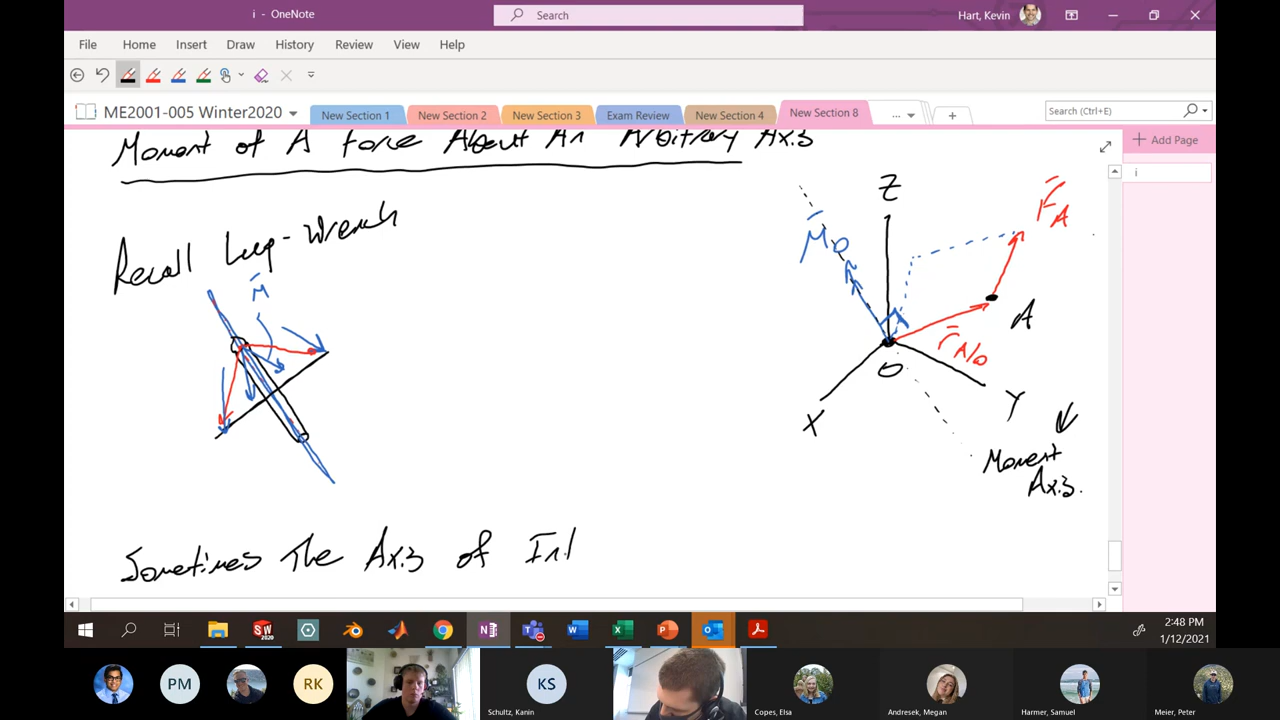 i - OneNote
Search
Hart, Kevin
File Home Insert Draw History Review View Help
ME2001-005 Winter2020
New Section 1
New Section 2
New Section 3
Exam Review
New Section 4
New Section 8
...
Search (Ctrl+E)
Add Page
i
Moment of A Force About An Arbitrary Axis
Recall Lug-Wrench
M
Z
F A
M O
A
r A/O
O
X
Y
Moment
Axis.
Sometimes The Axis of Int
2:48 PM
1/12/2021
SW
2020
PM
RK
KS
Schultz, Kanin
Copes, Elsa
Andresek, Megan
Harmer, Samuel
Meier, Peter